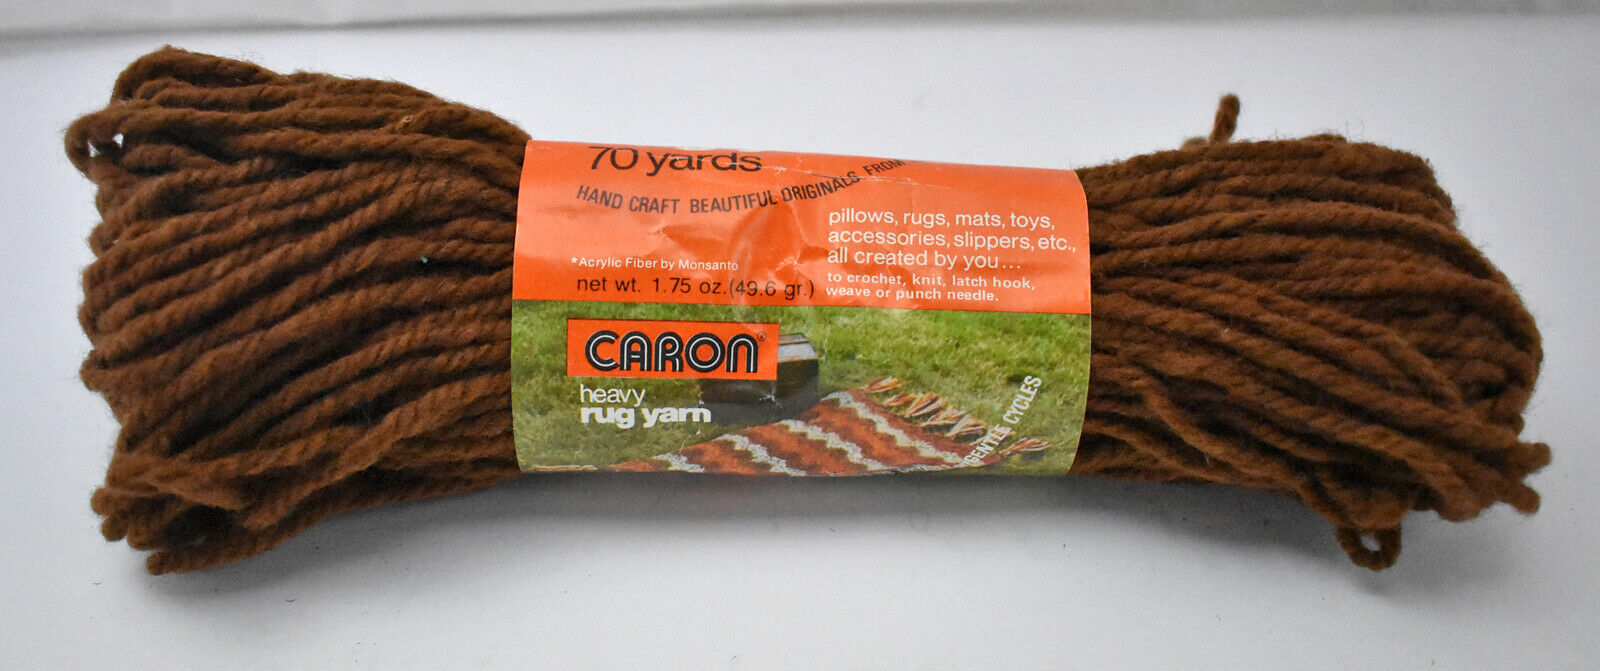 70 yards
HAND CRAFT BEAUTIFUL ORIGINALS FROM
pillows, rugs, mats, toys,
accessories, slippers, etc.,
all created by you...
to crochet, knit, latch hook,
weave or punch needle.
*Acrylic Fiber by Monsanto
net wt. 1.75 oz. (49.6 gr.)
CARON®
heavy
rug yarn
GENTLE CYCLES